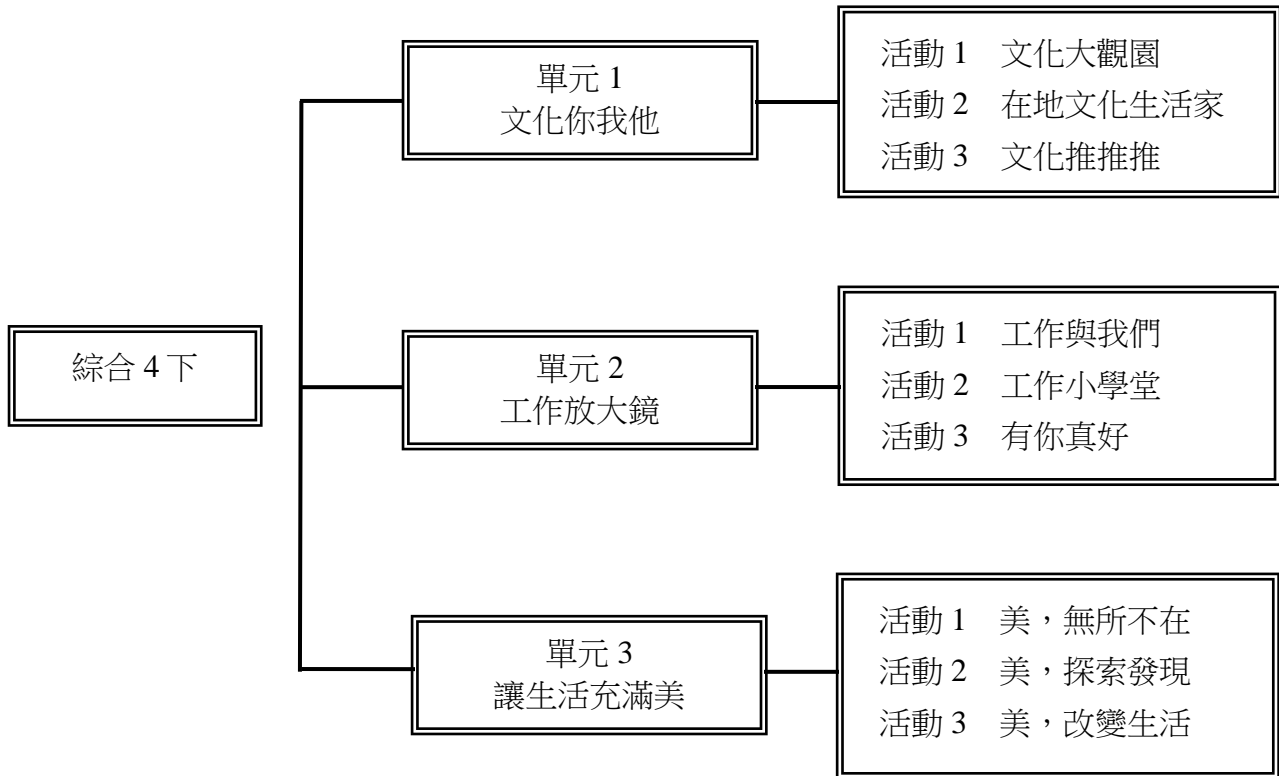 綜合 4 下
單元 1
文化你我他
活動 1 文化大觀園
活動 2 在地文化生活家
活動 3 文化推推推
單元 2
工作放大鏡
活動 1 工作與我們
活動 2 工作小學堂
活動 3 有你真好
單元 3
讓生活充滿美
活動 1 美，無所不在
活動 2 美，探索發現
活動 3 美，改變生活